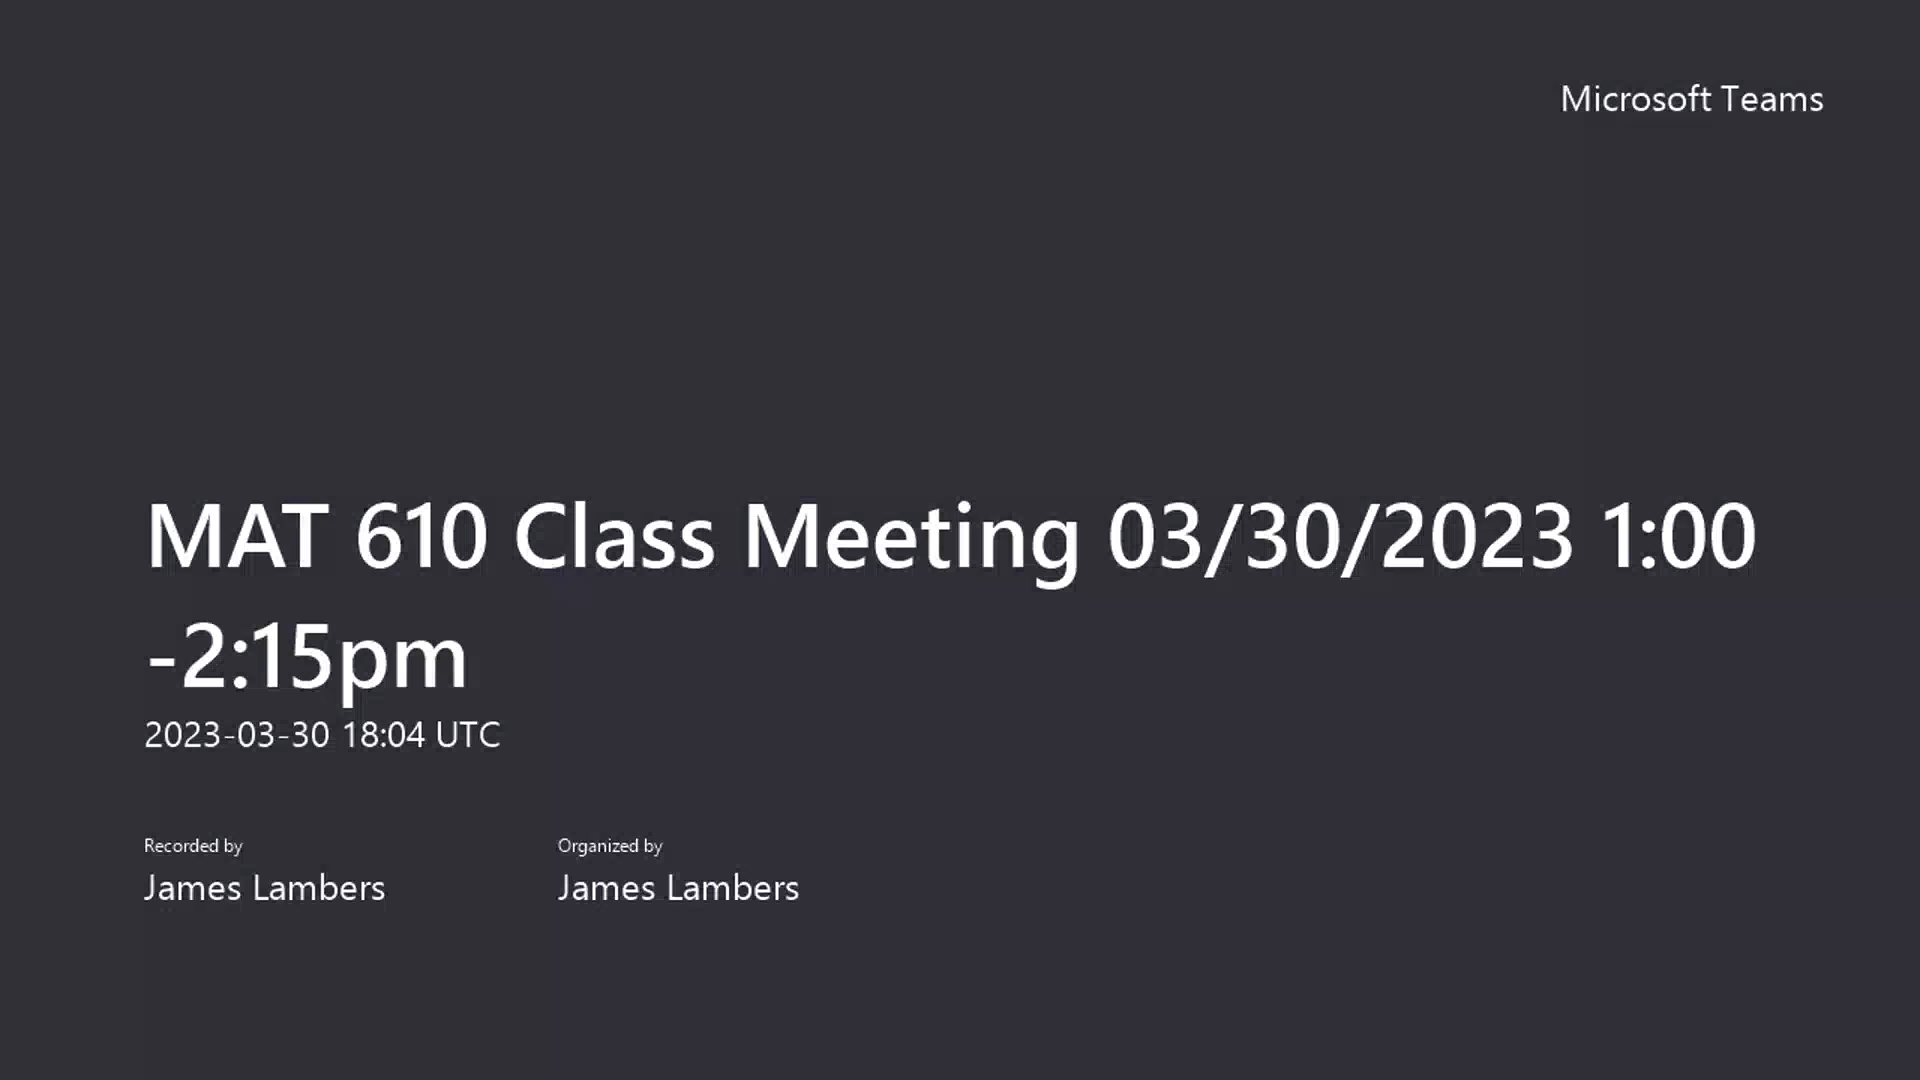 Microsoft Teams
MAT 610 Class Meeting 03/30/2023 1:00
-2:15pm
2023-03-30 18:04 UTC
Recorded by
Organized by
James Lambers
James Lambers